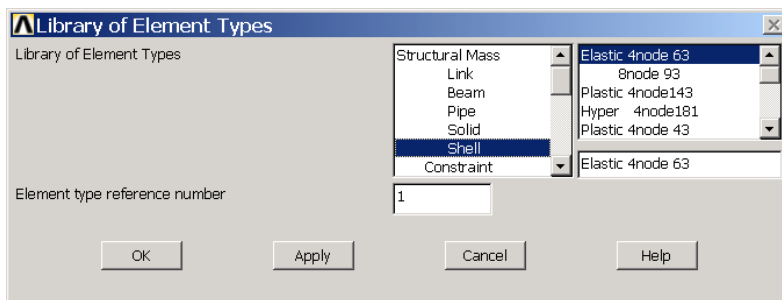 Library of Element Types
Library of Element Types
Structural Mass
Link
Beam
Pipe
Solid
Shell
Constraint
Elastic 4node 63
8node 93
Plastic 4node143
Hyper 4node181
Plastic 4node 43
Elastic 4node 63
Element type reference number
1
OK
Apply
Cancel
Help